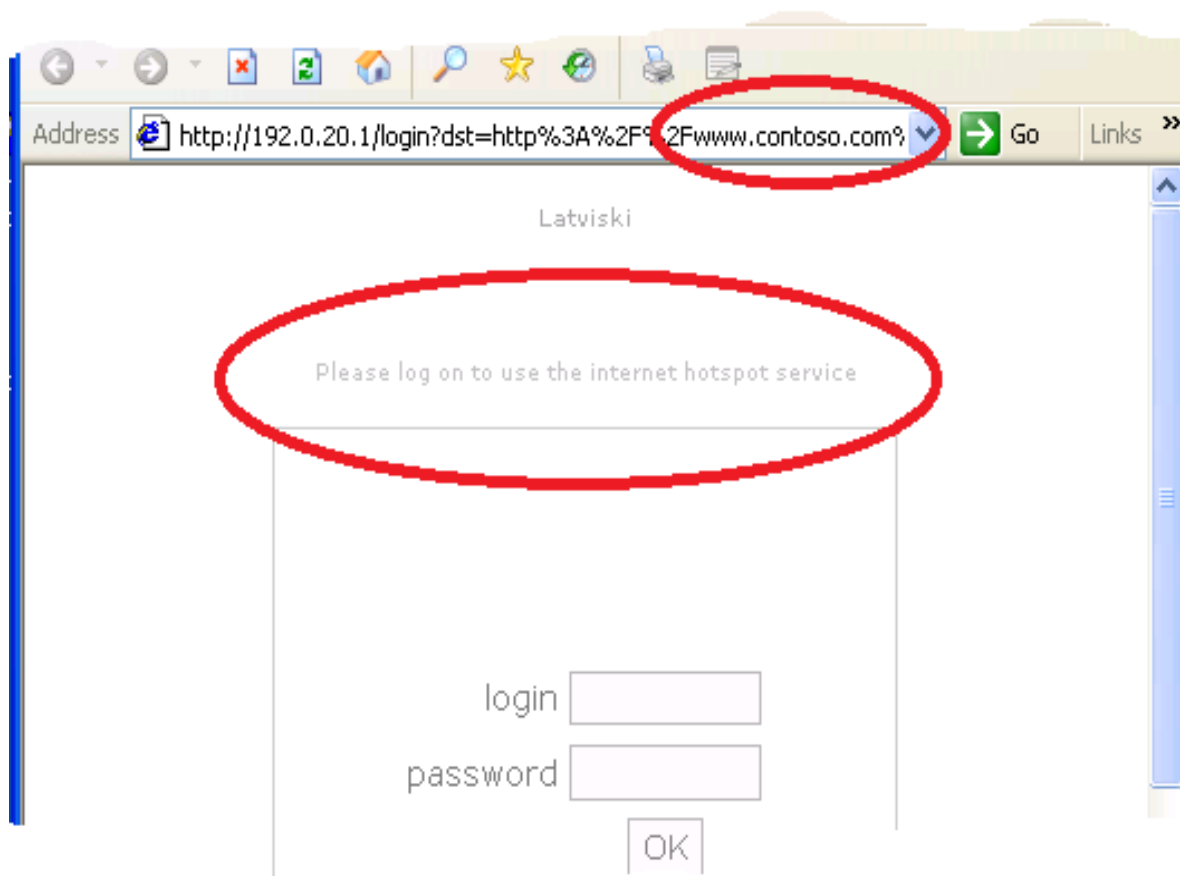 Address http://192.0.20.1/login?dst=http%3A%2F%2Fwww.contoso.com% Go Links »
Latviski
Please log on to use the internet hotspot service
login
password
OK